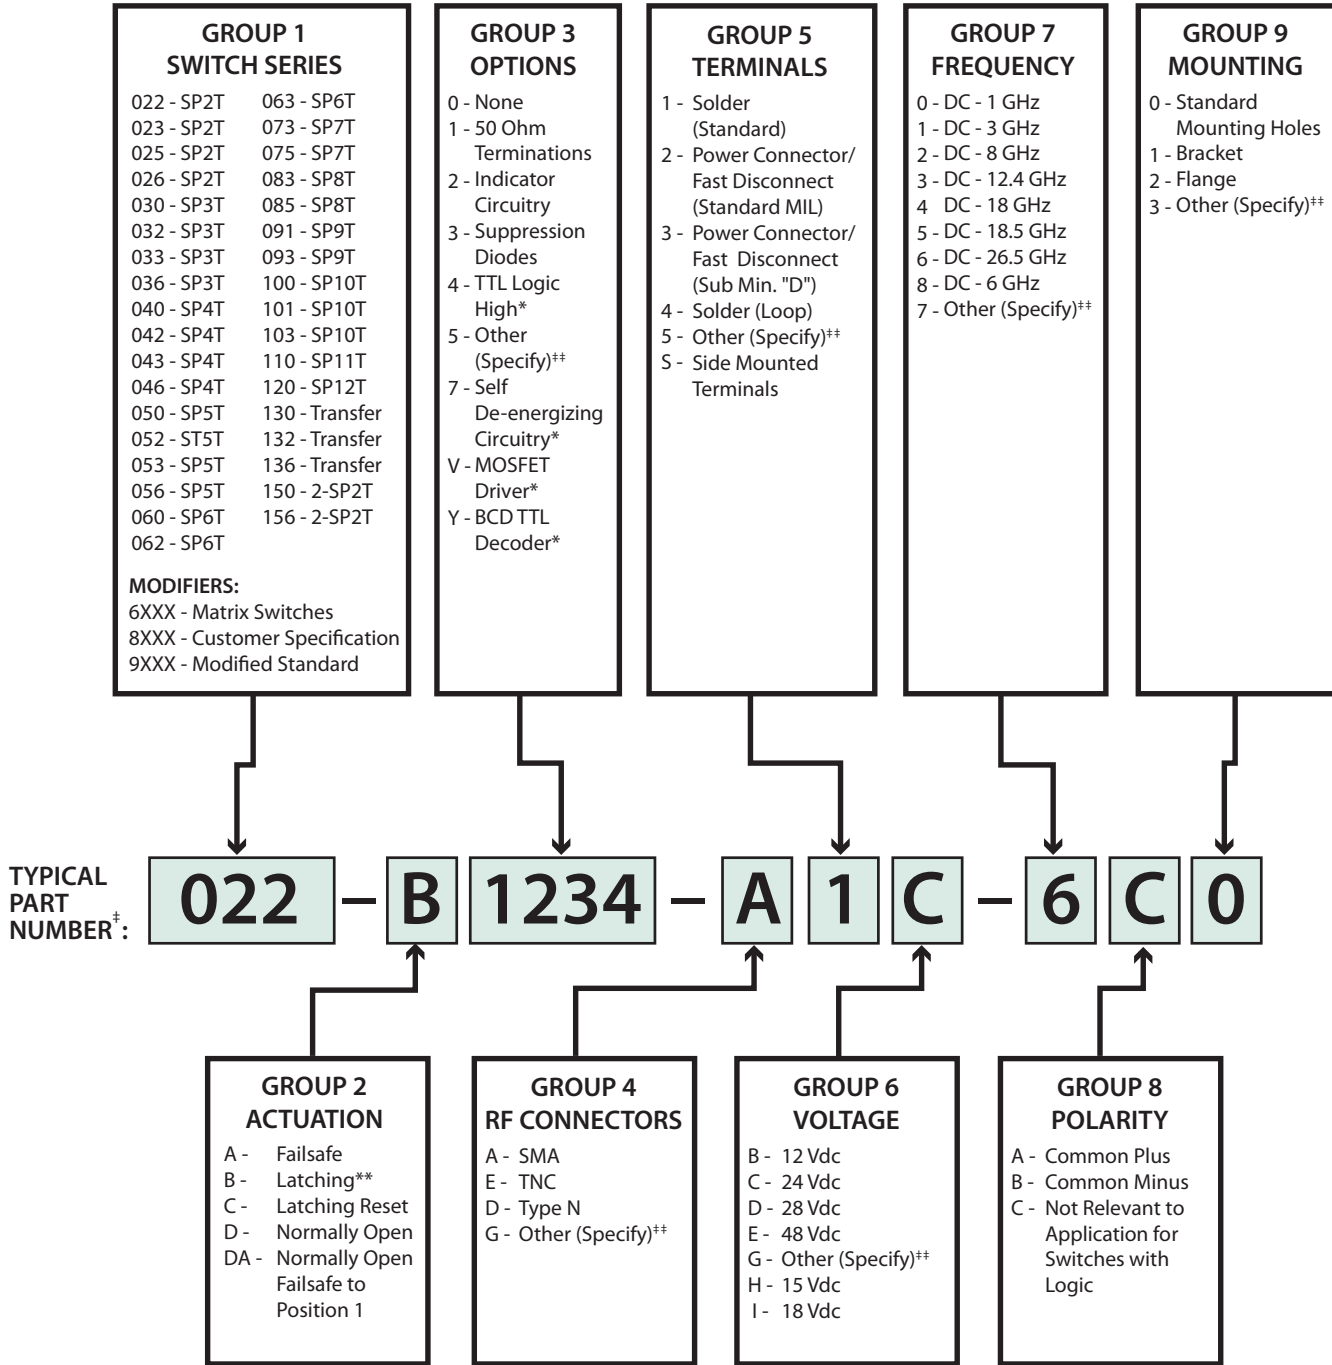 GROUP 1
SWITCH SERIES
022 - SP2T
023 - SP2T
025 - SP2T
026 - SP2T
030 - SP3T
032 - SP3T
033 - SP3T
036 - SP3T
040 - SP4T
042 - SP4T
043 - SP4T
046 - SP4T
050 - SP5T
052 - ST5T
053 - SP5T
056 - SP5T
060 - SP6T
062 - SP6T
063 - SP6T
073 - SP7T
075 - SP7T
083 - SP8T
085 - SP8T
091 - SP9T
093 - SP9T
100 - SP10T
101 - SP10T
103 - SP10T
110 - SP11T
120 - SP12T
130 - Transfer
132 - Transfer
136 - Transfer
150 - 2-SP2T
156 - 2-SP2T
MODIFIERS:
6XXX - Matrix Switches
8XXX - Customer Specification
9XXX - Modified Standard
GROUP 3
OPTIONS
0 - None
1 - 50 Ohm
Terminations
2 - Indicator
Circuitry
3 - Suppression
Diodes
4 - TTL Logic
High*
5 - Other
(Specify)‡‡
7 - Self
De-energizing
Circuitry*
V - MOSFET
Driver*
Y - BCD TTL
Decoder*
GROUP 5
TERMINALS
1 - Solder
(Standard)
2 - Power Connector/
Fast Disconnect
(Standard MIL)
3 - Power Connector/
Fast Disconnect
(Sub Min. "D")
4 - Solder (Loop)
5 - Other (Specify)‡‡
S - Side Mounted
Terminals
GROUP 7
FREQUENCY
0 - DC - 1 GHz
1 - DC - 3 GHz
2 - DC - 8 GHz
3 - DC - 12.4 GHz
4 DC - 18 GHz
5 - DC - 18.5 GHz
6 - DC - 26.5 GHz
8 - DC - 6 GHz
7 - Other (Specify)‡‡
GROUP 9
MOUNTING
0 - Standard
Mounting Holes
1 - Bracket
2 - Flange
3 - Other (Specify)‡‡
TYPICAL
PART
NUMBER‡:
022 - B 1234 - A 1 C - 6 C 0
GROUP 2
ACTUATION
A - Failsafe
B - Latching**
C - Latching Reset
D - Normally Open
DA - Normally Open
Failsafe to
Position 1
GROUP 4
RF CONNECTORS
A - SMA
E - TNC
D - Type N
G - Other (Specify)‡‡
GROUP 6
VOLTAGE
B - 12 Vdc
C - 24 Vdc
D - 28 Vdc
E - 48 Vdc
G - Other (Specify)‡‡
H - 15 Vdc
I - 18 Vdc
GROUP 8
POLARITY
A - Common Plus
B - Common Minus
C - Not Relevant to
Application for
Switches with
Logic